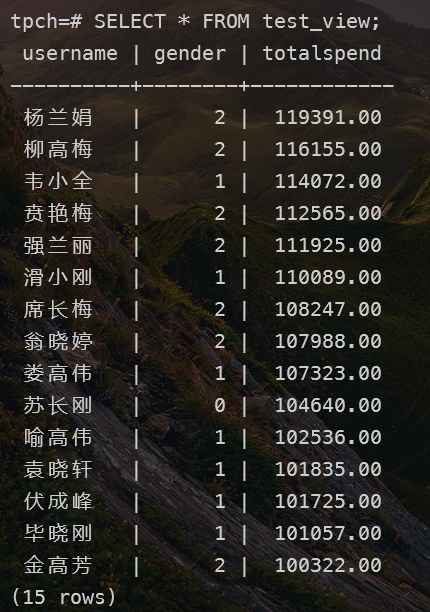 tpch=# SELECT * FROM test_view;
 username | gender | totalspend
----------+--------+------------
 杨兰娟   |      2 |  119391.00
 柳高梅   |      2 |  116155.00
 韦小全   |      1 |  114072.00
 贲艳梅   |      2 |  112565.00
 强兰丽   |      2 |  111925.00
 滑小刚   |      1 |  110089.00
 席长梅   |      2 |  108247.00
 翁晓婷   |      2 |  107988.00
 娄高伟   |      1 |  107323.00
 苏长刚   |      0 |  104640.00
 喻高伟   |      1 |  102536.00
 袁晓轩   |      1 |  101835.00
 伏成峰   |      1 |  101725.00
 毕晓刚   |      1 |  101057.00
 金高芳   |      2 |  100322.00
(15 rows)